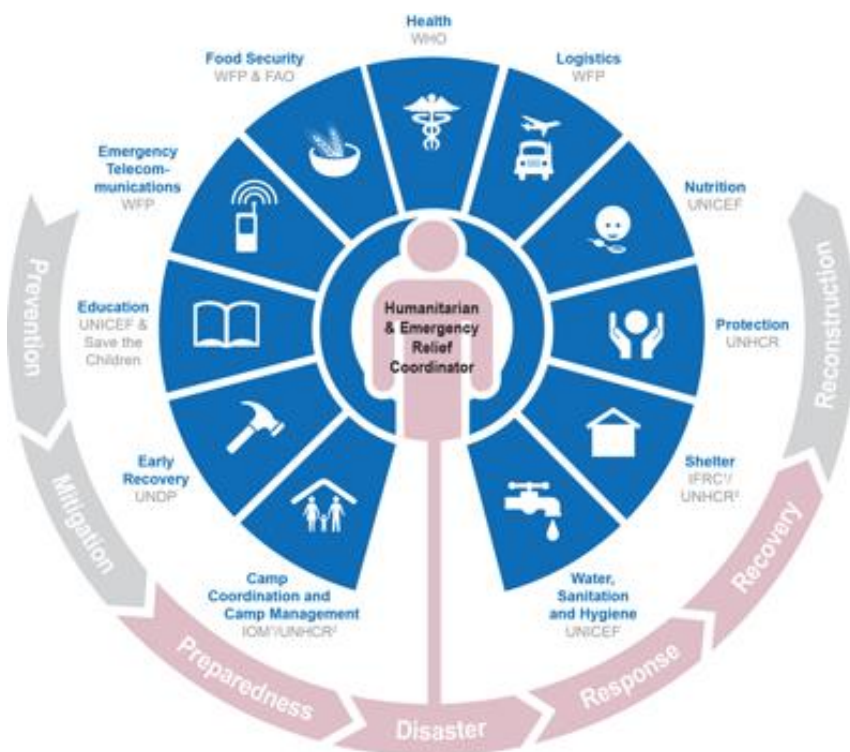 Health
WHO
Logistics
WFP
Nutrition
UNICEF
Protection
UNHCR
Shelter
IFRC¹/
UNHCR²
Water,
Sanitation
and Hygiene
UNICEF
Camp
Coordination and
Camp Management
IOM¹/UNHCR²
Early
Recovery
UNDP
Education
UNICEF &
Save the
Children
Emergency
Telecom-
munications
WFP
Food Security
WFP & FAO
Humanitarian
& Emergency
Relief
Coordinator
Prevention
Mitigation
Preparedness
Disaster
Response
Recovery
Reconstruction